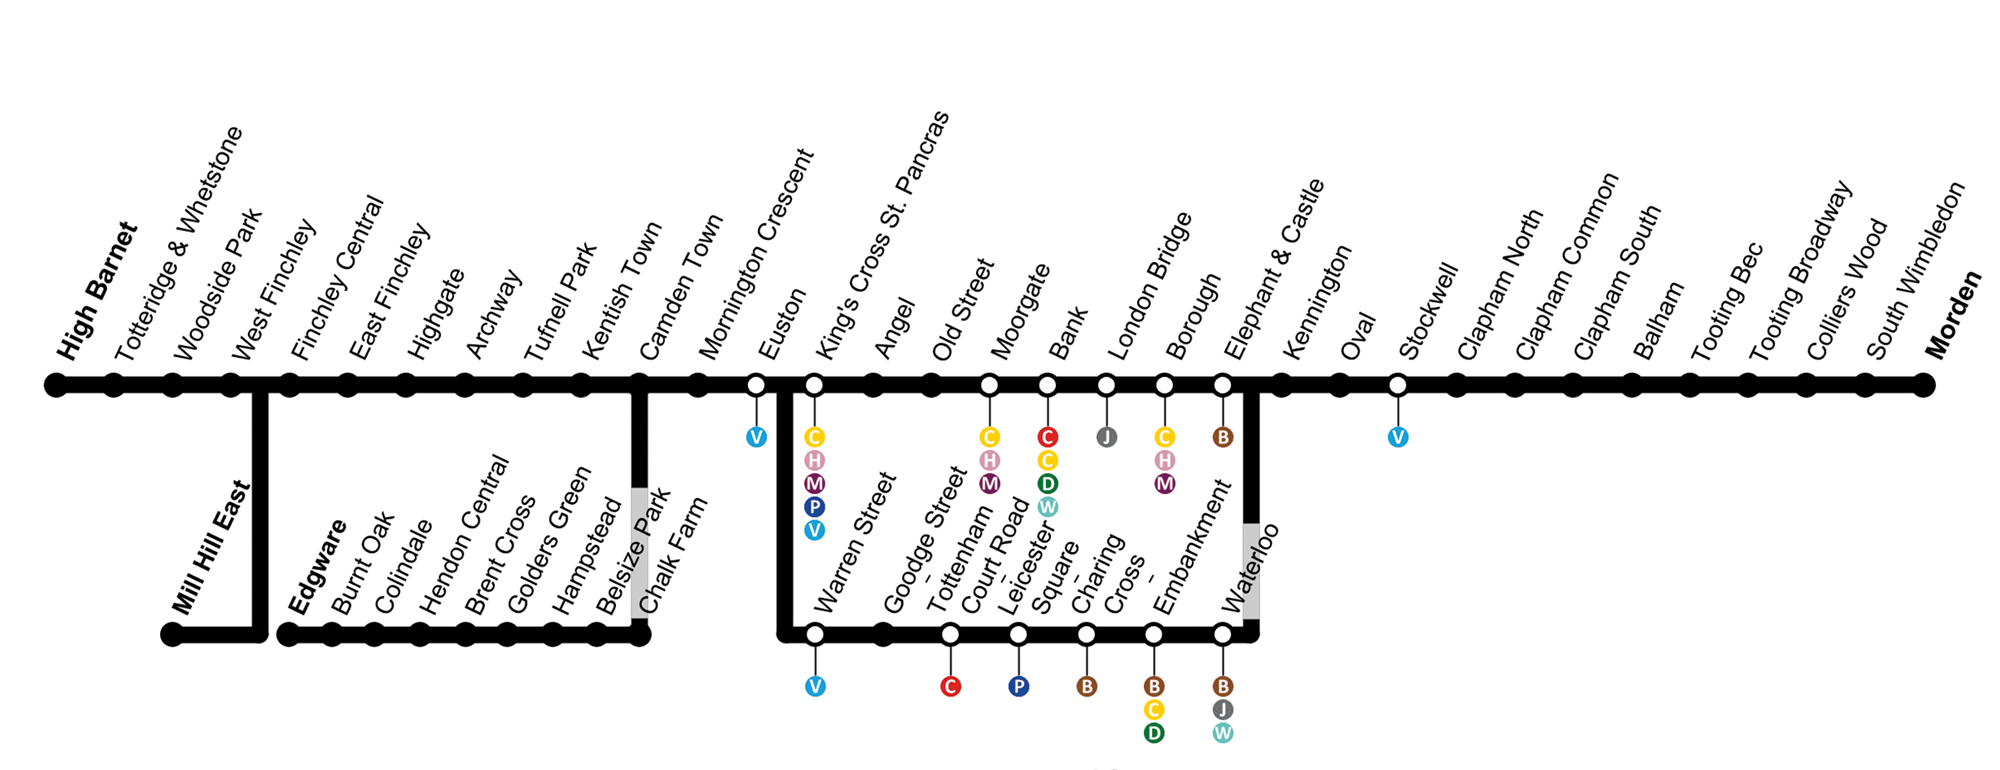 High Barnet
Totteridge & Whetstone
Woodside Park
West Finchley
Finchley Central
East Finchley
Highgate
Archway
Tufnell Park
Kentish Town
Camden Town
Mornington Crescent
Euston
King's Cross St. Pancras
Angel
Old Street
Moorgate
Bank
London Bridge
Borough
Elephant & Castle
Kennington
Oval
Stockwell
Clapham North
Clapham Common
Clapham South
Balham
Tooting Bec
Tooting Broadway
Colliers Wood
South Wimbledon
Morden
V
C
H
M
P
V
C
H
M
C
C
D
W
J
C
H
M
B
V
Mill Hill East
Edgware
Burnt Oak
Colindale
Hendon Central
Brent Cross
Golders Green
Hampstead
Belsize Park
Chalk Farm
Warren Street
Goodge Street
-
Tottenham
Court Road
-
Leicester
Square
-
Charing
Cross
-
Embankment
Waterloo
V
C
P
B
B
C
D
B
J
W